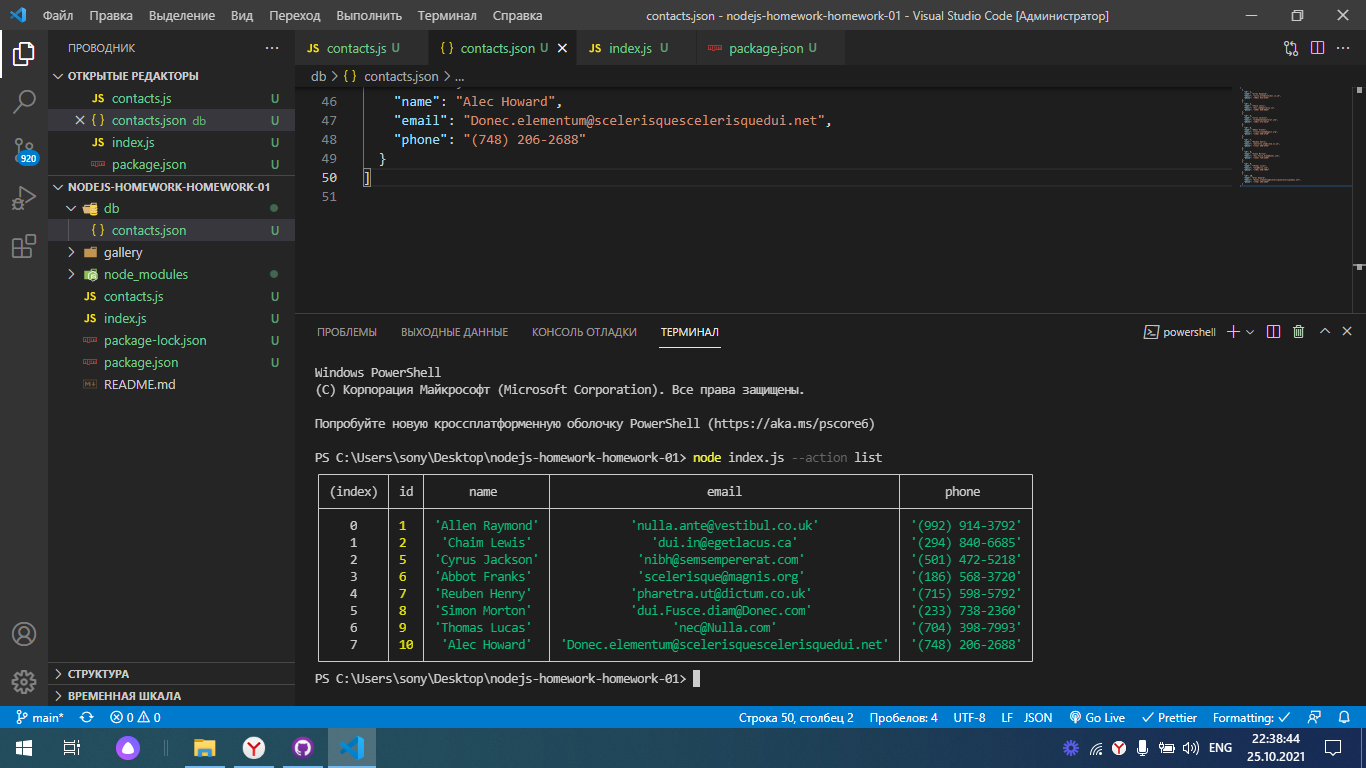 Файл Правка Выделение Вид Переход Выполнить Терминал Справка contacts.json - nodejs-homework-homework-01 - Visual Studio Code [Администратор]
ПРОВОДНИК ···
JS contacts.js U { } contacts.json U JS index.js U package.json U
ОТКРЫТЫЕ РЕДАКТОРЫ
JS contacts.js U
{ } contacts.json db U
JS index.js U
package.json U
NODEJS-HOMEWORK-HOMEWORK-01
db
{ } contacts.json U
gallery
node_modules
JS contacts.js U
JS index.js U
package-lock.json U
package.json U
README.md
СТРУКТУРА
ВРЕМЕННАЯ ШКАЛА
920
db > { } contacts.json > ...
46 "name": "Alec Howard",
47 "email": "Donec.elementum@scelerisquescelerisquedui.net",
48 "phone": "(748) 206-2688"
49 }
50 ]
51
ПРОБЛЕМЫ ВЫХОДНЫЕ ДАННЫЕ КОНСОЛЬ ОТЛАДКИ ТЕРМИНАЛ powershell
Windows PowerShell
(C) Корпорация Майкрософт (Microsoft Corporation). Все права защищены.
Попробуйте новую кроссплатформенную оболочку PowerShell (https://aka.ms/pscore6)
PS C:\Users\sony\Desktop\nodejs-homework-homework-01> node index.js --action list
(index) id name email phone
0 1 'Allen Raymond' 'nulla.ante@vestibul.co.uk' '(992) 914-3792'
1 2 'Chaim Lewis' 'dui.in@egetlacus.ca' '(294) 840-6685'
2 5 'Cyrus Jackson' 'nibh@semsempererat.com' '(501) 472-5218'
3 6 'Abbot Franks' 'scelerisque@magnis.org' '(186) 568-3720'
4 7 'Reuben Henry' 'pharetra.ut@dictum.co.uk' '(715) 598-5792'
5 8 'Simon Morton' 'dui.Fusce.diam@Donec.com' '(233) 738-2360'
6 9 'Thomas Lucas' 'nec@Nulla.com' '(704) 398-7993'
7 10 'Alec Howard' 'Donec.elementum@scelerisquescelerisquedui.net' '(748) 206-2688'
PS C:\Users\sony\Desktop\nodejs-homework-homework-01>
main* 0 0 Строка 50, столбец 2 Пробелов: 4 UTF-8 LF JSON Go Live Prettier Formatting:
ENG 22:38:44
25.10.2021